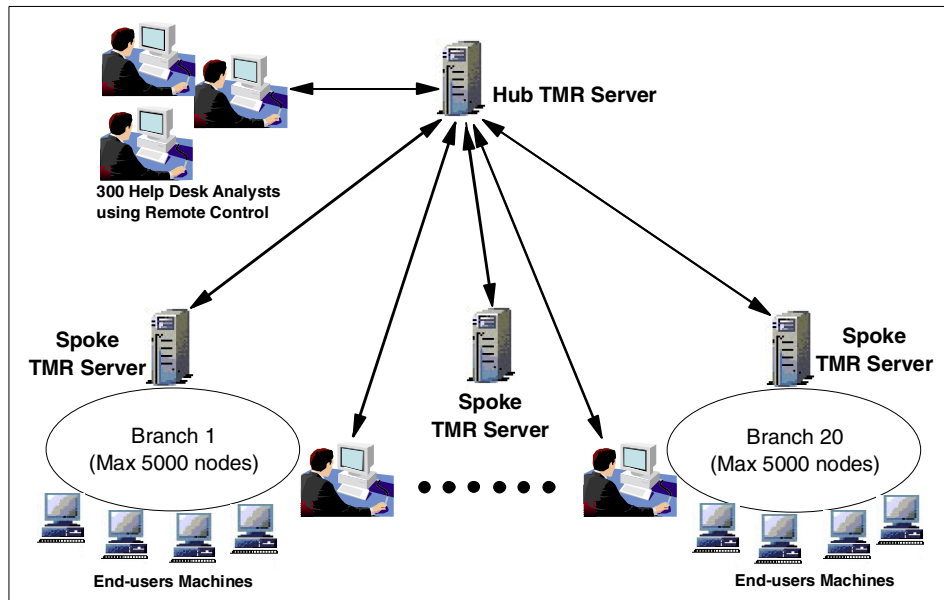 Hub TMR Server
300 Help Desk Analysts
using Remote Control
Spoke
TMR Server
Spoke
TMR Server
Spoke
TMR Server
Branch 1
(Max 5000 nodes)
Branch 20
(Max 5000 nodes)
End-users Machines
End-users Machines